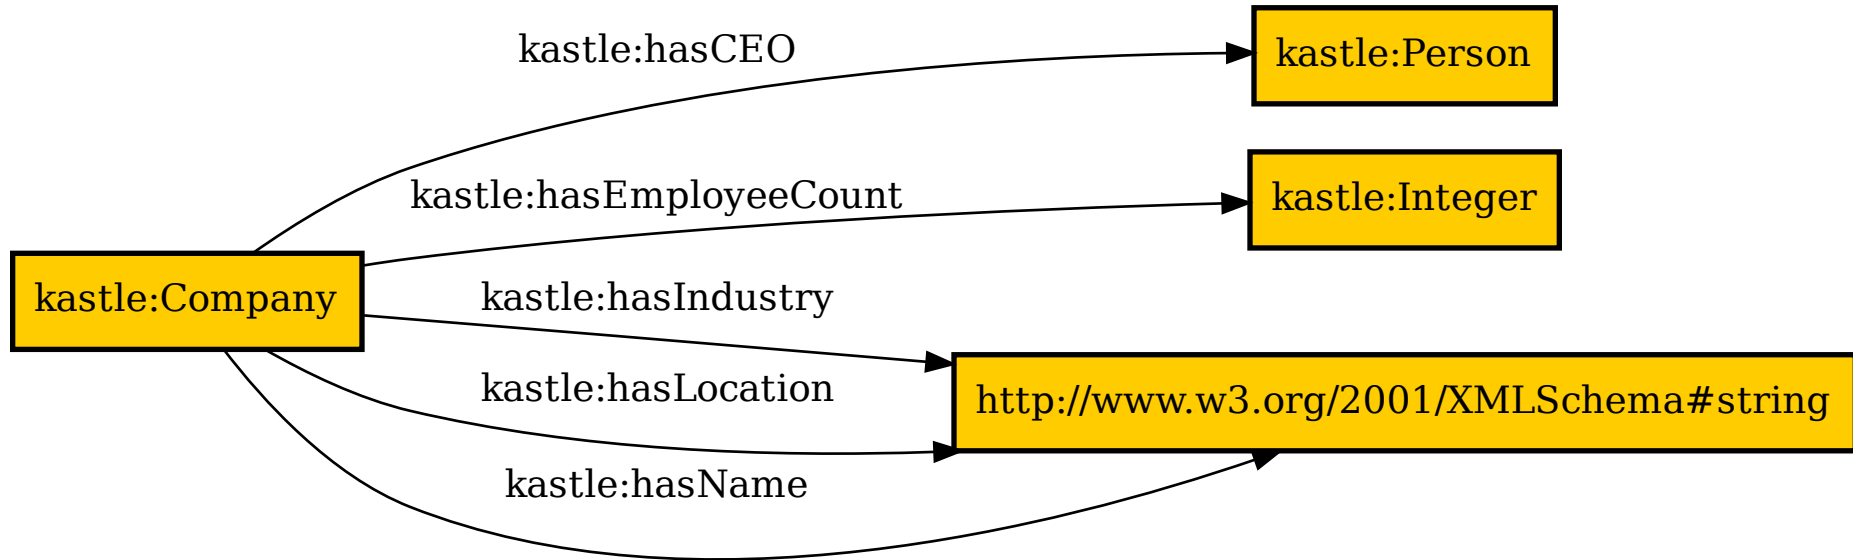 kastle:hasCEO
kastle:Person
kastle:hasEmployeeCount
kastle:Integer
kastle:Company
kastle:hasIndustry
kastle:hasLocation
http://www.w3.org/2001/XMLSchema#string
kastle:hasName